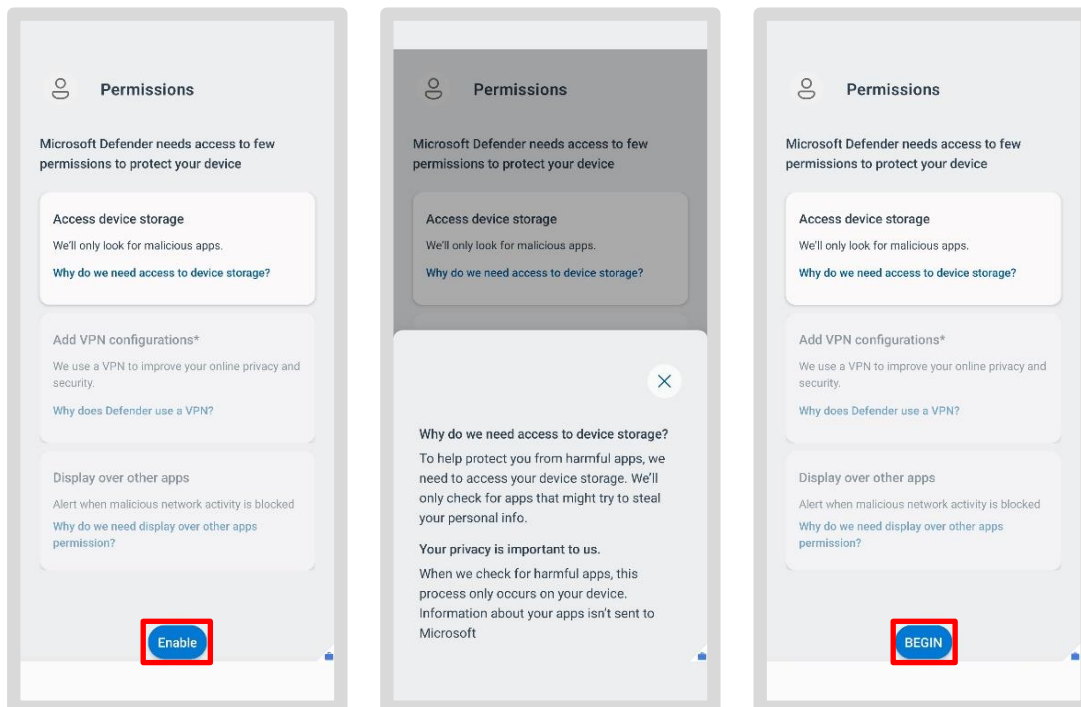 Permissions
Microsoft Defender needs access to few
permissions to protect your device
Access device storage
We'll only look for malicious apps.
Why do we need access to device storage?
Add VPN configurations*
We use a VPN to improve your online privacy and
security.
Why does Defender use a VPN?
Display over other apps
Alert when malicious network activity is blocked
Why do we need display over other apps
permission?
Enable
Permissions
Microsoft Defender needs access to few
permissions to protect your device
Access device storage
We'll only look for malicious apps.
Why do we need access to device storage?
Why do we need access to device storage?
To help protect you from harmful apps, we
need to access your device storage. We'll
only check for apps that might try to steal
your personal info.
Your privacy is important to us.
When we check for harmful apps, this
process only occurs on your device.
Information about your apps isn't sent to
Microsoft
Permissions
Microsoft Defender needs access to few
permissions to protect your device
Access device storage
We'll only look for malicious apps.
Why do we need access to device storage?
Add VPN configurations*
We use a VPN to improve your online privacy and
security.
Why does Defender use a VPN?
Display over other apps
Alert when malicious network activity is blocked
Why do we need display over other apps
permission?
BEGIN